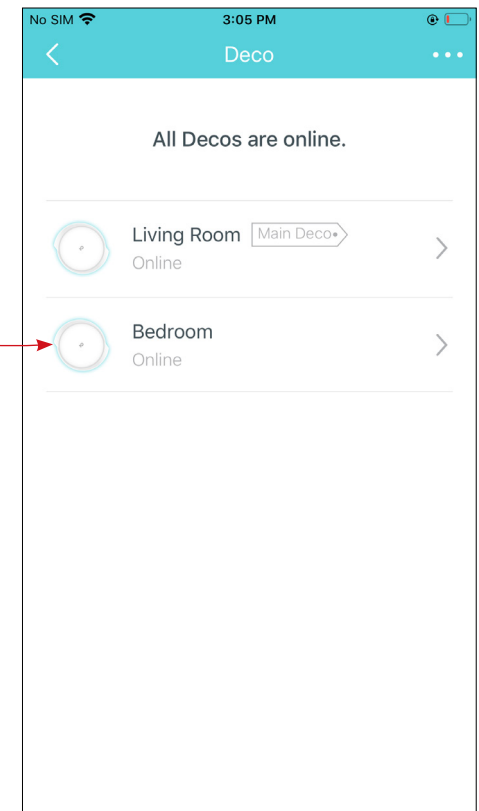 No SIM 3:05 PM
Deco
All Decos are online.
Living Room Main Deco
Online
Bedroom
Online